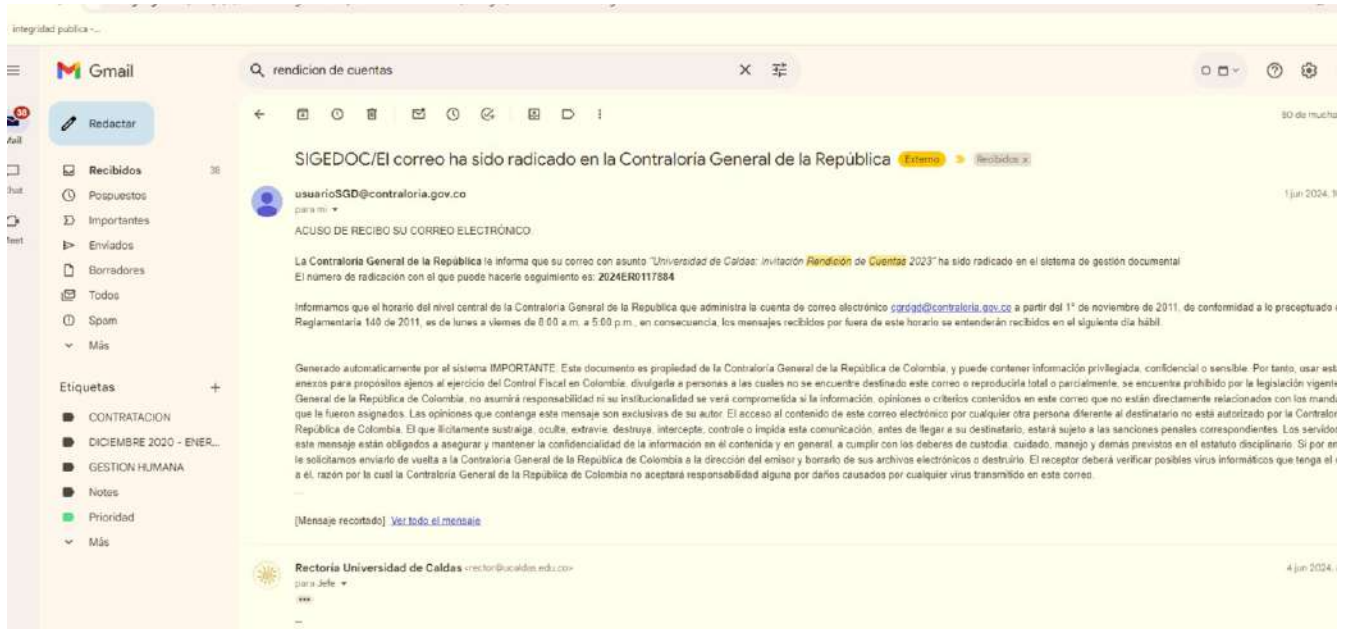 integridad publica -...
Gmail
rendicion de cuentas
38
Mail
Redactar
80 de mucha
SIGEDOC/El correo ha sido radicado en la Contraloría General de la República Externo Recibidos x
Recibidos 38
usuarioSGD@contraloria.gov.co
1 jun 2024,
Chat
Pospuestos
para mí
Importantes
ACUSO DE RECIBO SU CORREO ELECTRÓNICO
Meet
Enviados
La Contraloría General de la República le informa que su correo con asunto "Universidad de Caldas: Invitación Rendición de Cuentas 2023" ha sido radicado en el sistema de gestión documental
Borradores
El número de radicación con el que puede hacerle seguimiento es: 2024ER0117884
Todos
Informamos que el horario del nivel central de la Contraloría General de la Republica que administra la cuenta de correo electrónico cgrdgd@contraloria.gov.co a partir del 1° de noviembre de 2011, de conformidad a lo preceptuado
Spam
Reglamentaria 140 de 2011, es de lunes a viernes de 8:00 a.m. a 5:00 p.m., en consecuencia, los mensajes recibidos por fuera de este horario se entenderán recibidos en el siguiente día hábil.
Más
Generado automaticamente por el sistema IMPORTANTE: Este documento es propiedad de la Contraloría General de la República de Colombia, y puede contener información privilegiada, confidencial o sensible. Por tanto, usar est
Etiquetas +
anexos para propósitos ajenos al ejercicio del Control Fiscal en Colombia, divulgarla a personas a las cuales no se encuentre destinado este correo o reproducirla total o parcialmente, se encuentra prohibido por la legislación vigente
General de la República de Colombia, no asumirá responsabilidad ni su institucionalidad se verá comprometida si la información, opiniones o criterios contenidos en este correo que no están directamente relacionados con los manda
CONTRATACION
que le fueron asignados. Las opiniones que contenga este mensaje son exclusivas de su autor. El acceso al contenido de este correo electrónico por cualquier otra persona diferente al destinatario no está autorizado por la Contralor
DICIEMBRE 2020 - ENER...
República de Colombia. El que ilícitamente sustraiga, oculte, extravíe, destruya, intercepte, controle o impida esta comunicación, antes de llegar a su destinatario, estará sujeto a las sanciones penales correspondientes. Los servido
este mensaje están obligados a asegurar y mantener la confidencialidad de la información en él contenida y en general, a cumplir con los deberes de custodia, cuidado, manejo y demás previstos en el estatuto disciplinario. Si por
GESTION HUMANA
le solicitamos enviarlo de vuelta a la Contraloría General de la República de Colombia a la dirección del emisor y borrarlo de sus archivos electrónicos o destruirlo. El receptor deberá verificar posibles virus informáticos que tenga el
Notes
a él, razón por la cual la Contraloría General de la República de Colombia no aceptará responsabilidad alguna por daños causados por cualquier virus transmitido en este correo.
...
Prioridad
[Mensaje recortado] Ver todo el mensaje
Más
Rectoría Universidad de Caldas <rector@ucaldas.edu.co>
4 jun 2024,
para Jefe
...
--